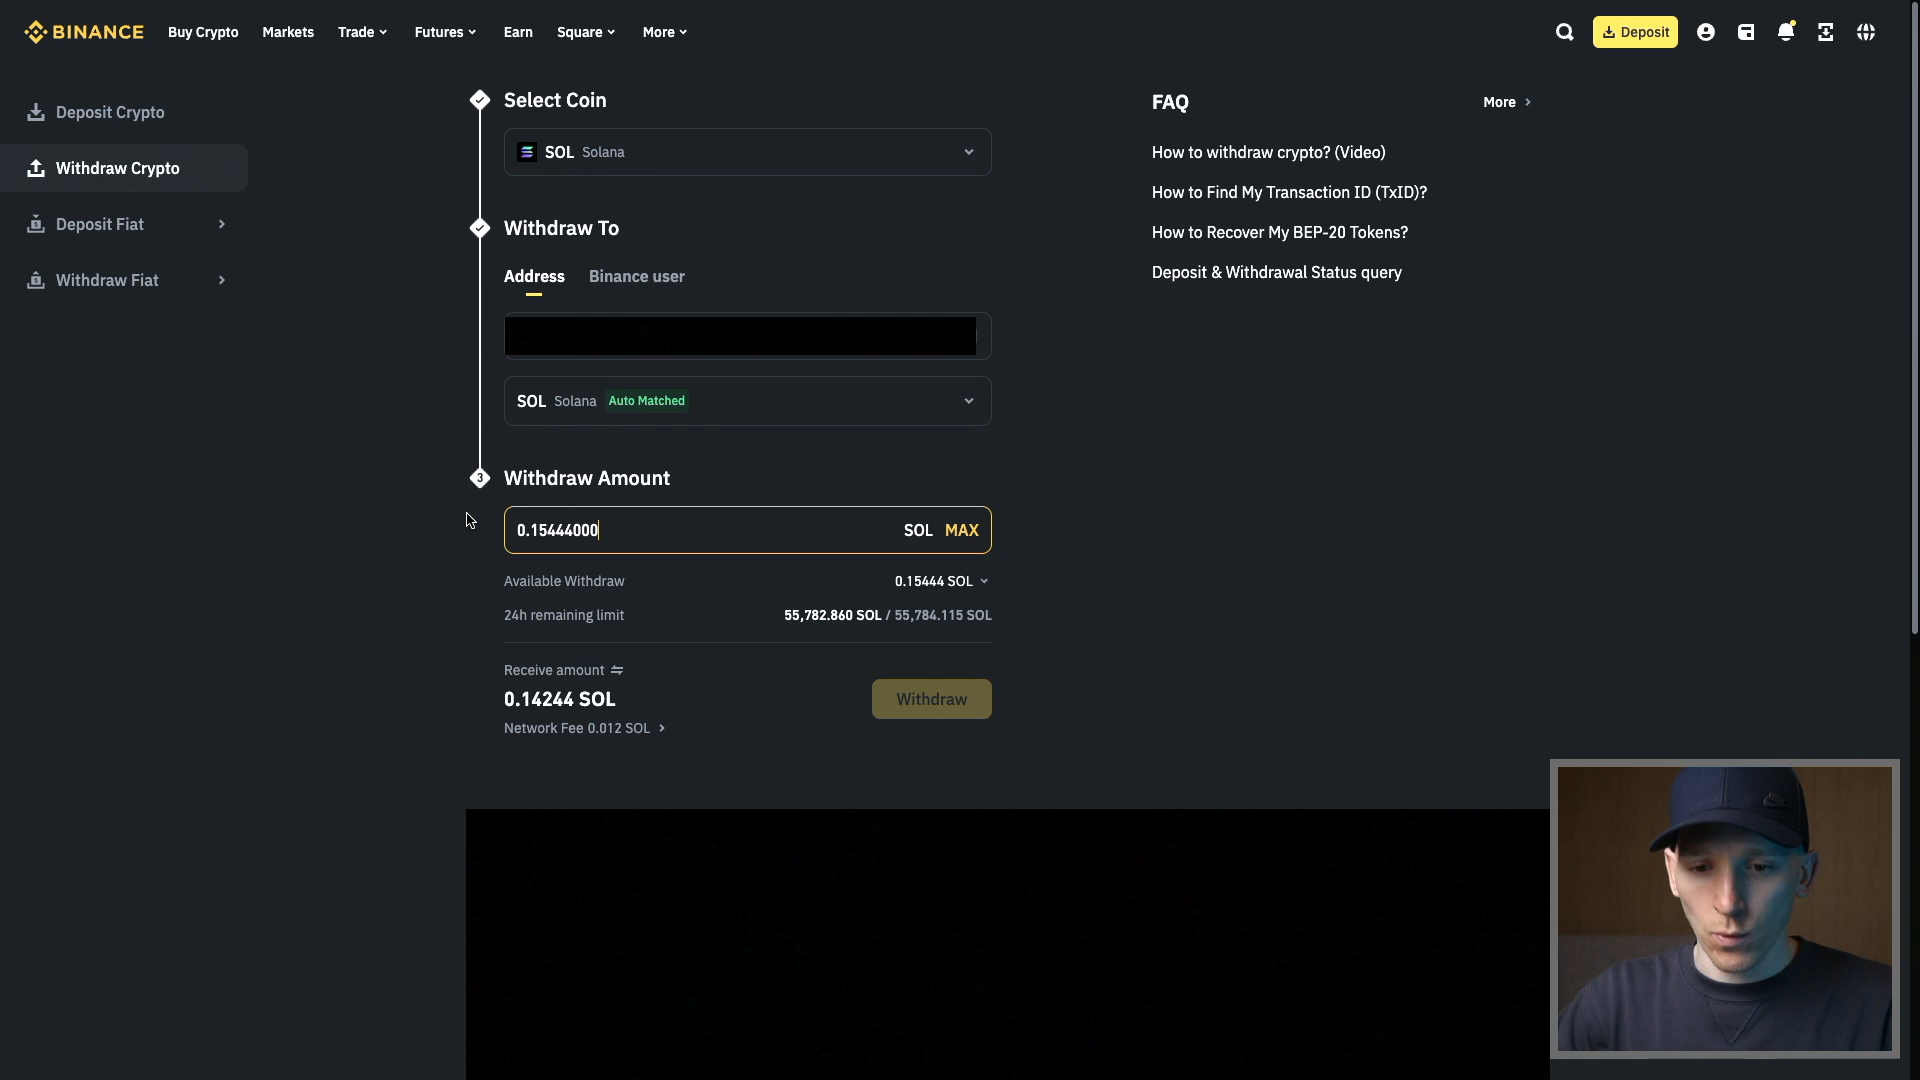 BINANCE Buy Crypto Markets Trade Futures Earn Square More Deposit
Deposit Crypto
Withdraw Crypto
Deposit Fiat
Withdraw Fiat
Select Coin
SOL Solana
Withdraw To
Address Binance user
SOL Solana Auto Matched
3 Withdraw Amount
0.15444000 SOL MAX
Available Withdraw 0.15444 SOL
24h remaining limit 55,782.860 SOL / 55,784.115 SOL
Receive amount
0.14244 SOL
Withdraw
Network Fee 0.012 SOL
FAQ More
How to withdraw crypto? (Video)
How to Find My Transaction ID (TxID)?
How to Recover My BEP-20 Tokens?
Deposit & Withdrawal Status query